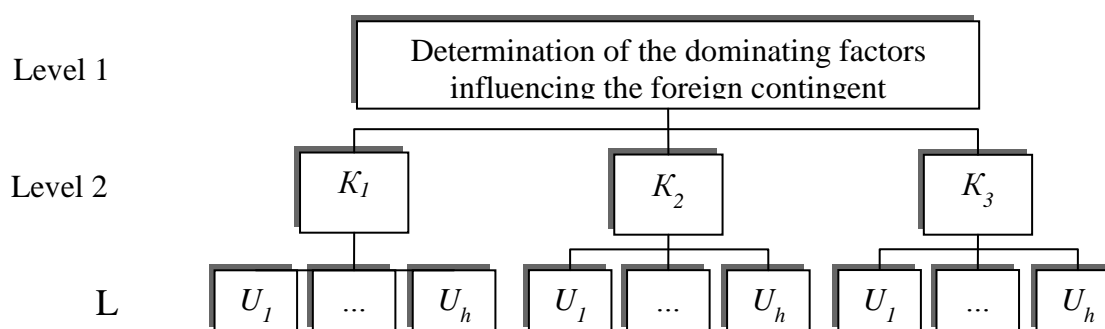 Level 1
Determination of the dominating factors
influencing the foreign contingent
Level 2
K1 K2 K3
L
U1 ... Uh U1 ... Uh U1 ... Uh